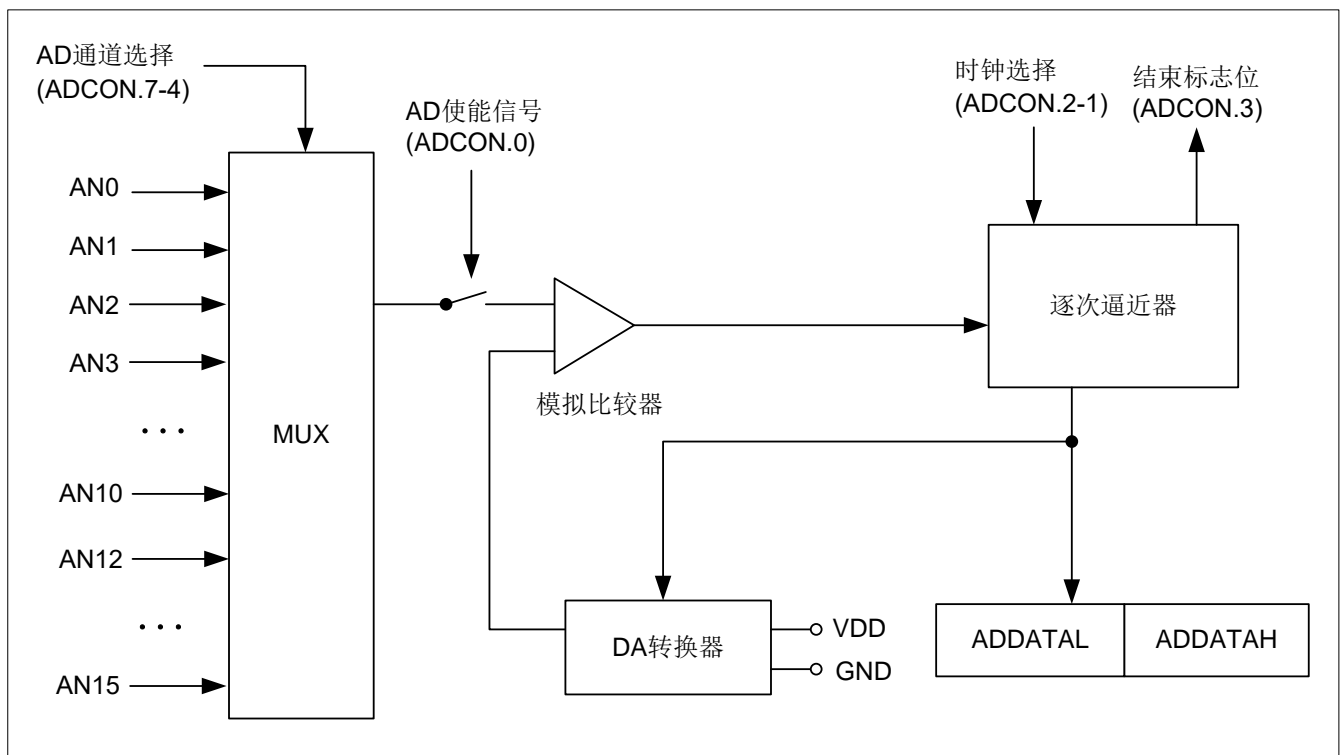 AD通道选择
(ADCON.7-4)
AD使能信号
(ADCON.0)
时钟选择
(ADCON.2-1)
结束标志位
(ADCON.3)
AN0
AN1
AN2
AN3
...
AN10
AN12
...
AN15
MUX
模拟比较器
逐次逼近器
DA转换器
VDD
GND
ADDATAL
ADDATAH